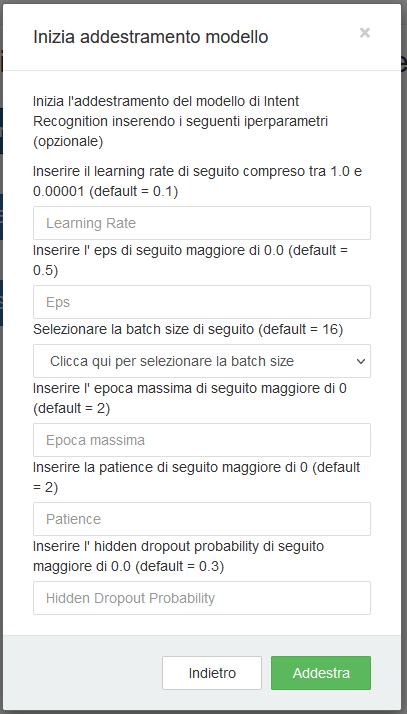 Inizia addestramento modello
×
Inizia l'addestramento del modello di Intent
Recognition inserendo i seguenti iperparametri
(opzionale)
Inserire il learning rate di seguito compreso tra 1.0 e
0.00001 (default = 0.1)
Learning Rate
Inserire l' eps di seguito maggiore di 0.0 (default =
0.5)
Eps
Selezionare la batch size di seguito (default = 16)
Clicca qui per selezionare la batch size
Inserire l' epoca massima di seguito maggiore di 0
(default = 2)
Epoca massima
Inserire la patience di seguito maggiore di 0 (default
= 2)
Patience
Inserire l' hidden dropout probability di seguito
maggiore di 0.0 (default = 0.3)
Hidden Dropout Probability
Indietro
Addestra